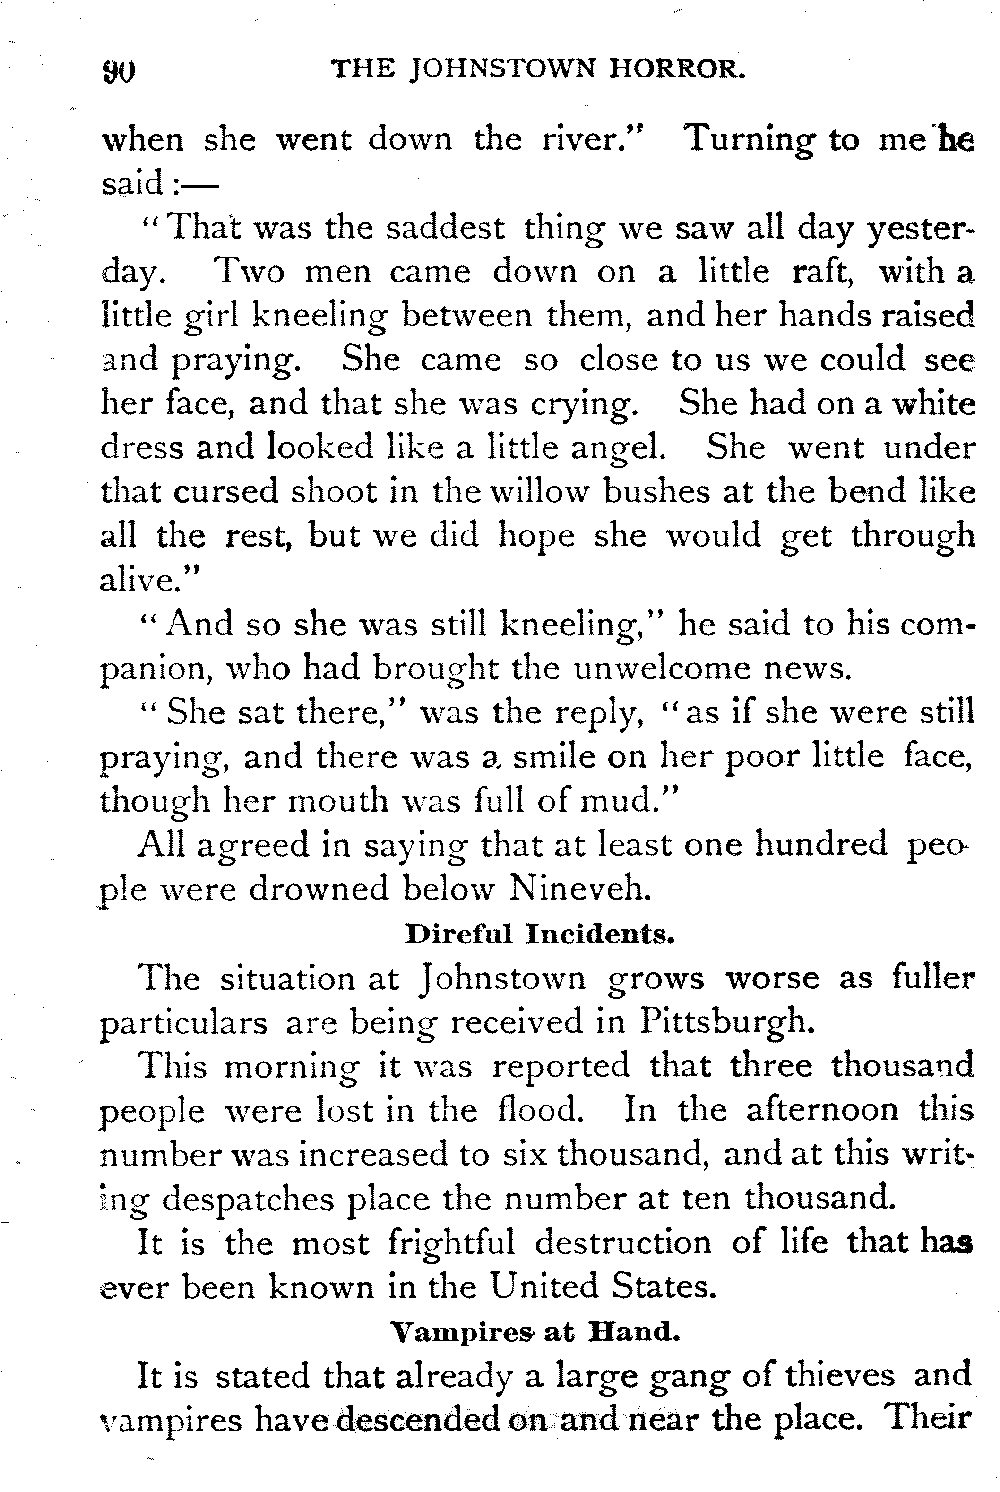 90 THE JOHNSTOWN HORROR.
when she went down the river." Turning to me he
said :—
"That was the saddest thing we saw all day yester-
day. Two men came down on a little raft, with a
little girl kneeling between them, and her hands raised
and praying. She came so close to us we could see
her face, and that she was crying. She had on a white
dress and looked like a little angel. She went under
that cursed shoot in the willow bushes at the bend like
all the rest, but we did hope she would get through
alive."
"And so she was still kneeling," he said to his com-
panion, who had brought the unwelcome news.
"She sat there," was the reply, "as if she were still
praying, and there was a smile on her poor little face,
though her mouth was full of mud."
All agreed in saying that at least one hundred peo-
ple were drowned below Nineveh.
Direful Incidents.
The situation at Johnstown grows worse as fuller
particulars are being received in Pittsburgh.
This morning it was reported that three thousand
people were lost in the flood. In the afternoon this
number was increased to six thousand, and at this writ-
ing despatches place the number at ten thousand.
It is the most frightful destruction of life that has
ever been known in the United States.
Vampires at Hand.
It is stated that already a large gang of thieves and
vampires have descended on and near the place. Their